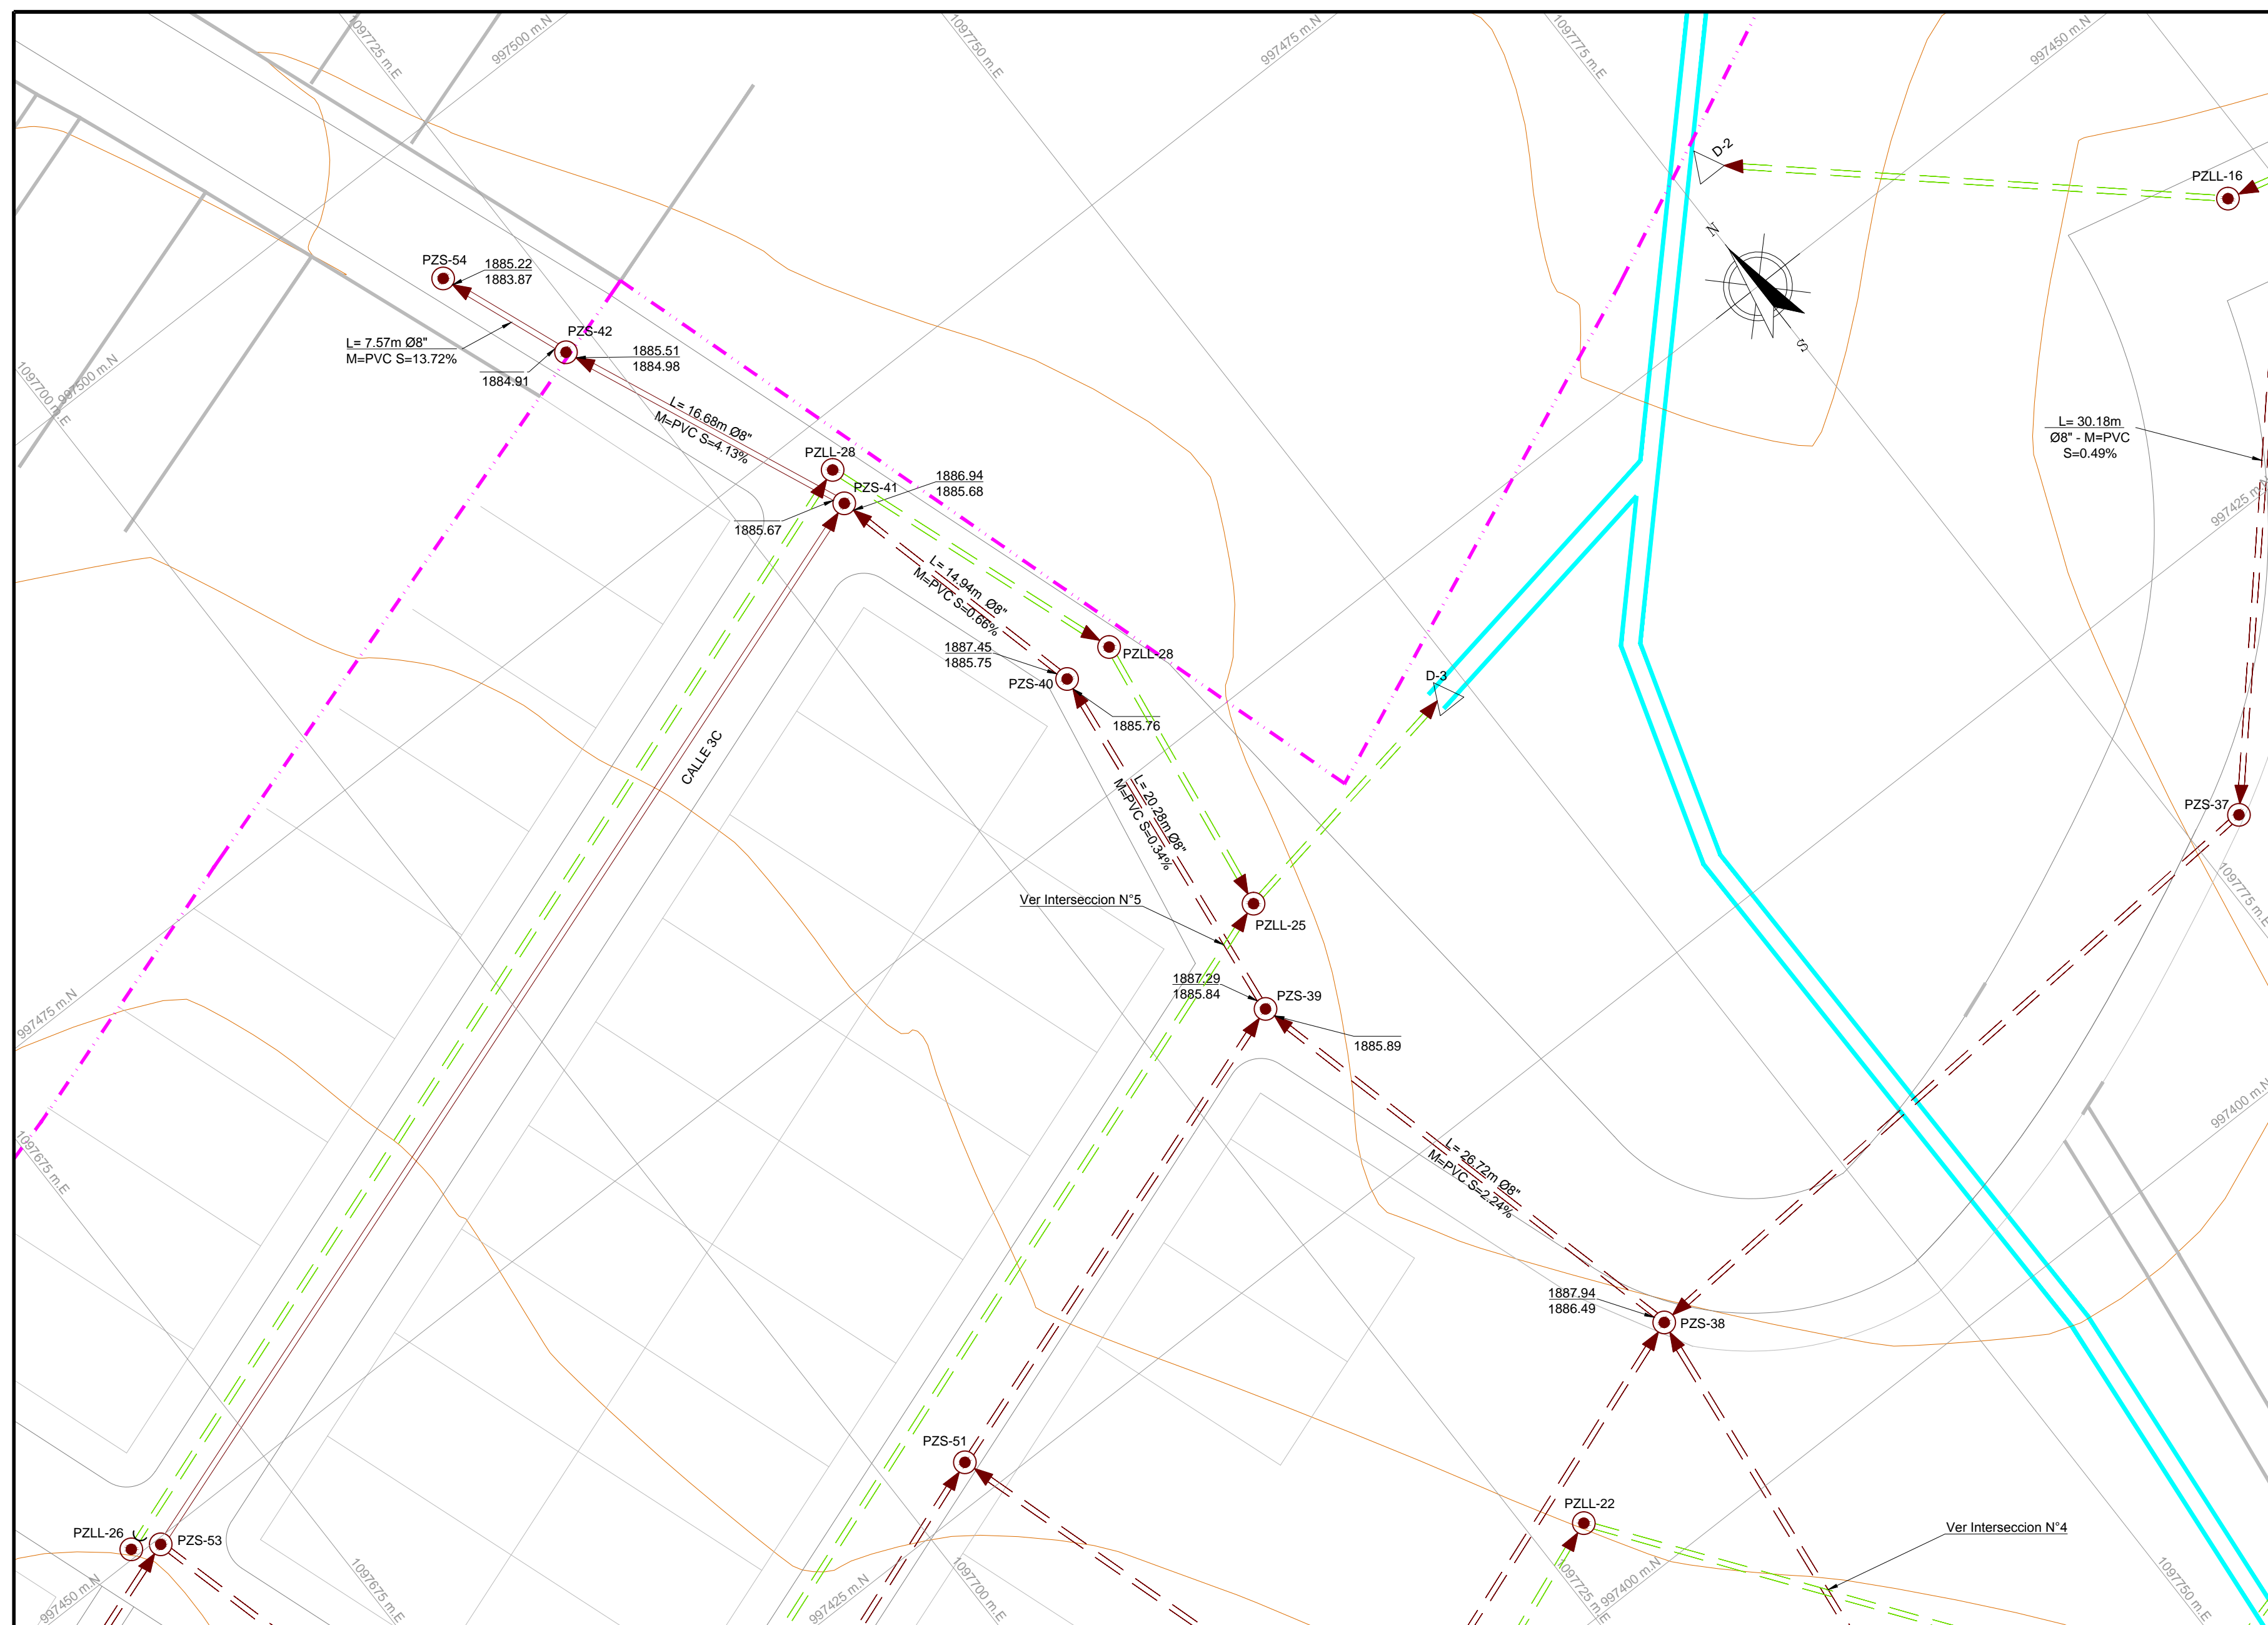 1097725 m.E
997500 m.N
1097750 m.E
997475 m.N
1097775 m.E
997450 m.N
D-2
PZLL-16
N
S
PZS-54
1885.22
1883.87
PZS-42
L= 7.57m Ø8"
M=PVC S=13.72%
1885.51
1884.98
1884.91
1097700 m.E
997500 m.N
L= 16.68m Ø8"
M=PVC S=4.13%
L= 30.18m
Ø8" - M=PVC
S=0.49%
PZLL-28
PZS-41
1886.94
1885.68
1885.67
997425 m.N
L= 14.94m Ø8"
M=PVC S=0.66%
1887.45
1885.75
PZLL-28
PZS-40
D-3
1885.76
CALLE 3C
L= 20.28m Ø8"
M=PVC S=0.34%
PZS-37
Ver Interseccion N°5
PZLL-25
1097775 m.E
1887.29
1885.84
PZS-39
997475 m.N
1885.89
997400 m.N
1097675 m.E
L= 26.72m Ø8"
M=PVC S=2.24%
1887.94
1886.49
PZS-38
PZS-51
PZLL-22
PZLL-26
PZS-53
Ver Interseccion N°4
997450 m.N
1097675 m.E
997425 m.N
1097700 m.E
1097725 m.E
997400 m.N
1097750 m.E